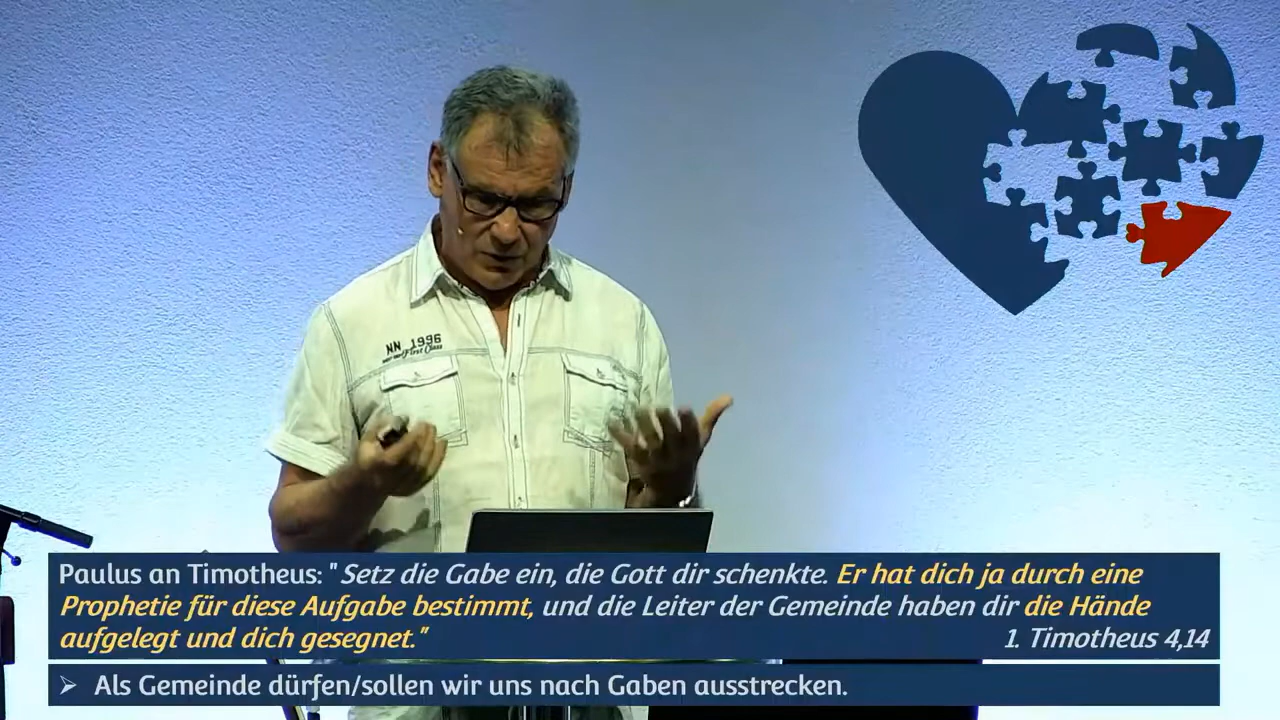 NN 1996
First Class
Paulus an Timotheus: "Setz die Gabe ein, die Gott dir schenkte. Er hat dich ja durch eine
Prophetie für diese Aufgabe bestimmt, und die Leiter der Gemeinde haben dir die Hände
aufgelegt und dich gesegnet." 1. Timotheus 4,14
➢ Als Gemeinde dürfen/sollen wir uns nach Gaben ausstrecken.